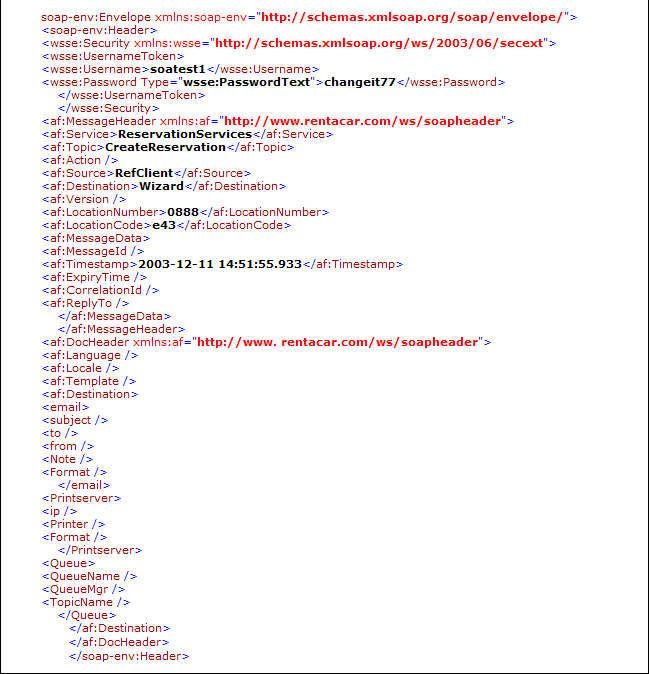 soap-env:Envelope xmlns:soap-env="http://schemas.xmlsoap.org/soap/envelope/">
<soap-env:Header>
<wsse:Security xmlns:wsse="http://schemas.xmlsoap.org/ws/2003/06/secext">
<wsse:UsernameToken>
<wsse:Username>soatest1</wsse:Username>
<wsse:Password Type="wsse:PasswordText">changeit77</wsse:Password>
</wsse:UsernameToken>
</wsse:Security>
<af:MessageHeader xmlns:af="http://www.rentacar.com/ws/soapheader">
<af:Service>ReservationServices</af:Service>
<af:Topic>CreateReservation</af:Topic>
<af:Action />
<af:Source>RefClient</af:Source>
<af:Destination>Wizard</af:Destination>
<af:Version />
<af:LocationNumber>0888</af:LocationNumber>
<af:LocationCode>e43</af:LocationCode>
<af:MessageData>
<af:MessageId />
<af:Timestamp>2003-12-11 14:51:55.933</af:Timestamp>
<af:ExpiryTime />
<af:CorrelationId />
<af:ReplyTo />
</af:MessageData>
</af:MessageHeader>
<af:DocHeader xmlns:af="http://www. rentacar.com/ws/soapheader">
<af:Language />
<af:Locale />
<af:Template />
<af:Destination>
<email>
<subject />
<to />
<from />
<Note />
<Format />
</email>
<Printserver>
<ip />
<Printer />
<Format />
</Printserver>
<Queue>
<QueueName />
<QueueMgr />
<TopicName />
</Queue>
</af:Destination>
</af:DocHeader>
</soap-env:Header>